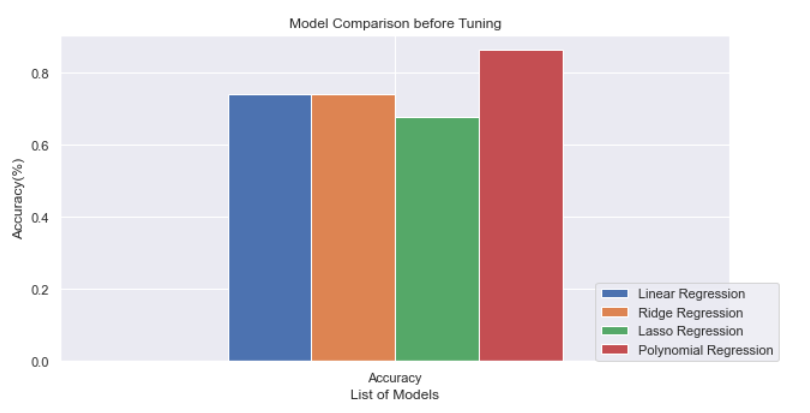 Model Comparison before Tuning
Accuracy(%)
0.8
0.6
0.4
0.2
0.0
Linear Regression
Ridge Regression
Lasso Regression
Polynomial Regression
Accuracy
List of Models